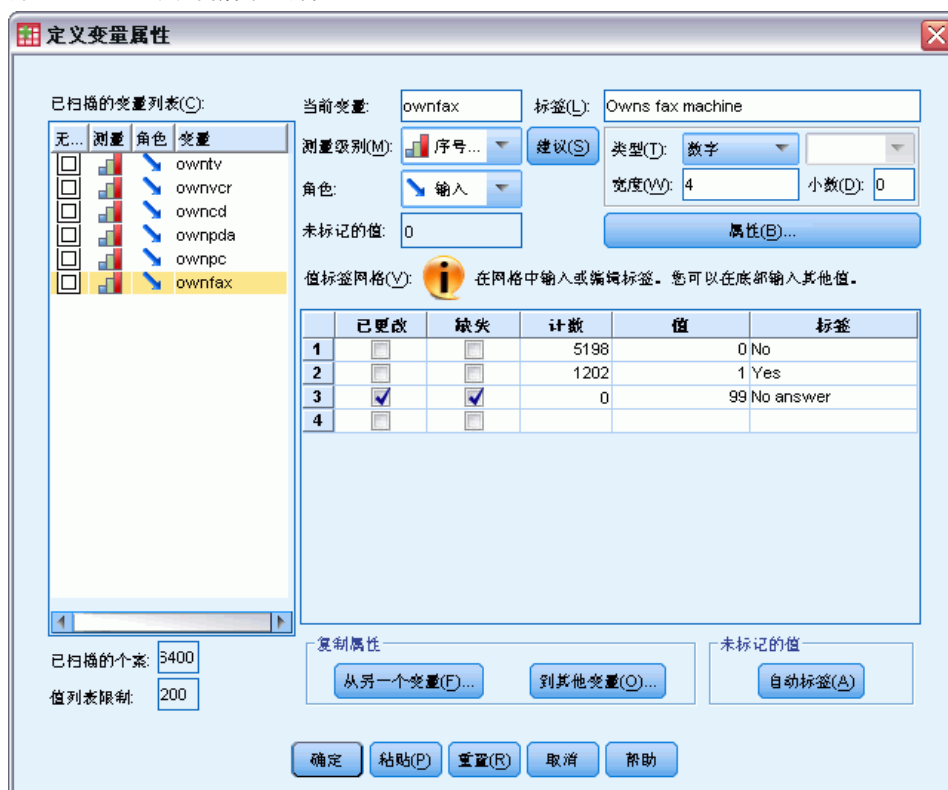 定义变量属性
已扫描的变量列表(C):
无... 测量 角色 变量
owntv
ownvcr
owncd
ownpda
ownpc
ownfax
已扫描的个案: 6400
值列表限制: 200
当前变量: ownfax 标签(L): Owns fax machine
测量级别(M): 序号... 建议(S) 类型(T): 数字
角色: 输入 宽度(W): 4 小数(D): 0
未标记的值: 0 属性(B)...
值标签网格(V): i 在网格中输入或编辑标签。您可以在底部输入其他值。
已更改 缺失 计数 值 标签
1 5198 0 No
2 1202 1 Yes
3 0 99 No answer
4
复制属性 未标记的值
从另一个变量(F)... 到其他变量(O)... 自动标签(A)
确定 粘贴(P) 重置(R) 取消 帮助